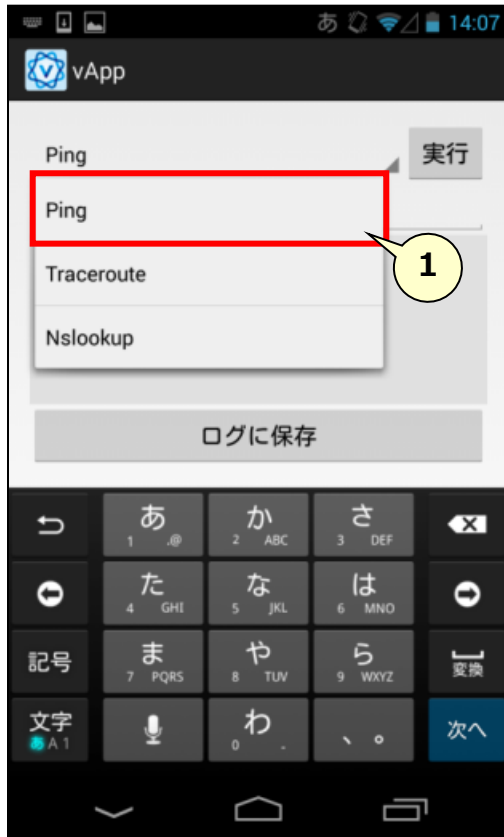 あ 14:07
vApp
Ping 実行
Ping
1
Traceroute
Nslookup
ログに保存
あ か さ
1 .@ 2 ABC 3 DEF
た な は
4 GHI 5 JKL 6 MNO
記号 ま や ら 変換
7 PQRS 8 TUV 9 WXYZ
文字 わ 、。 次へ
あA1 0 -